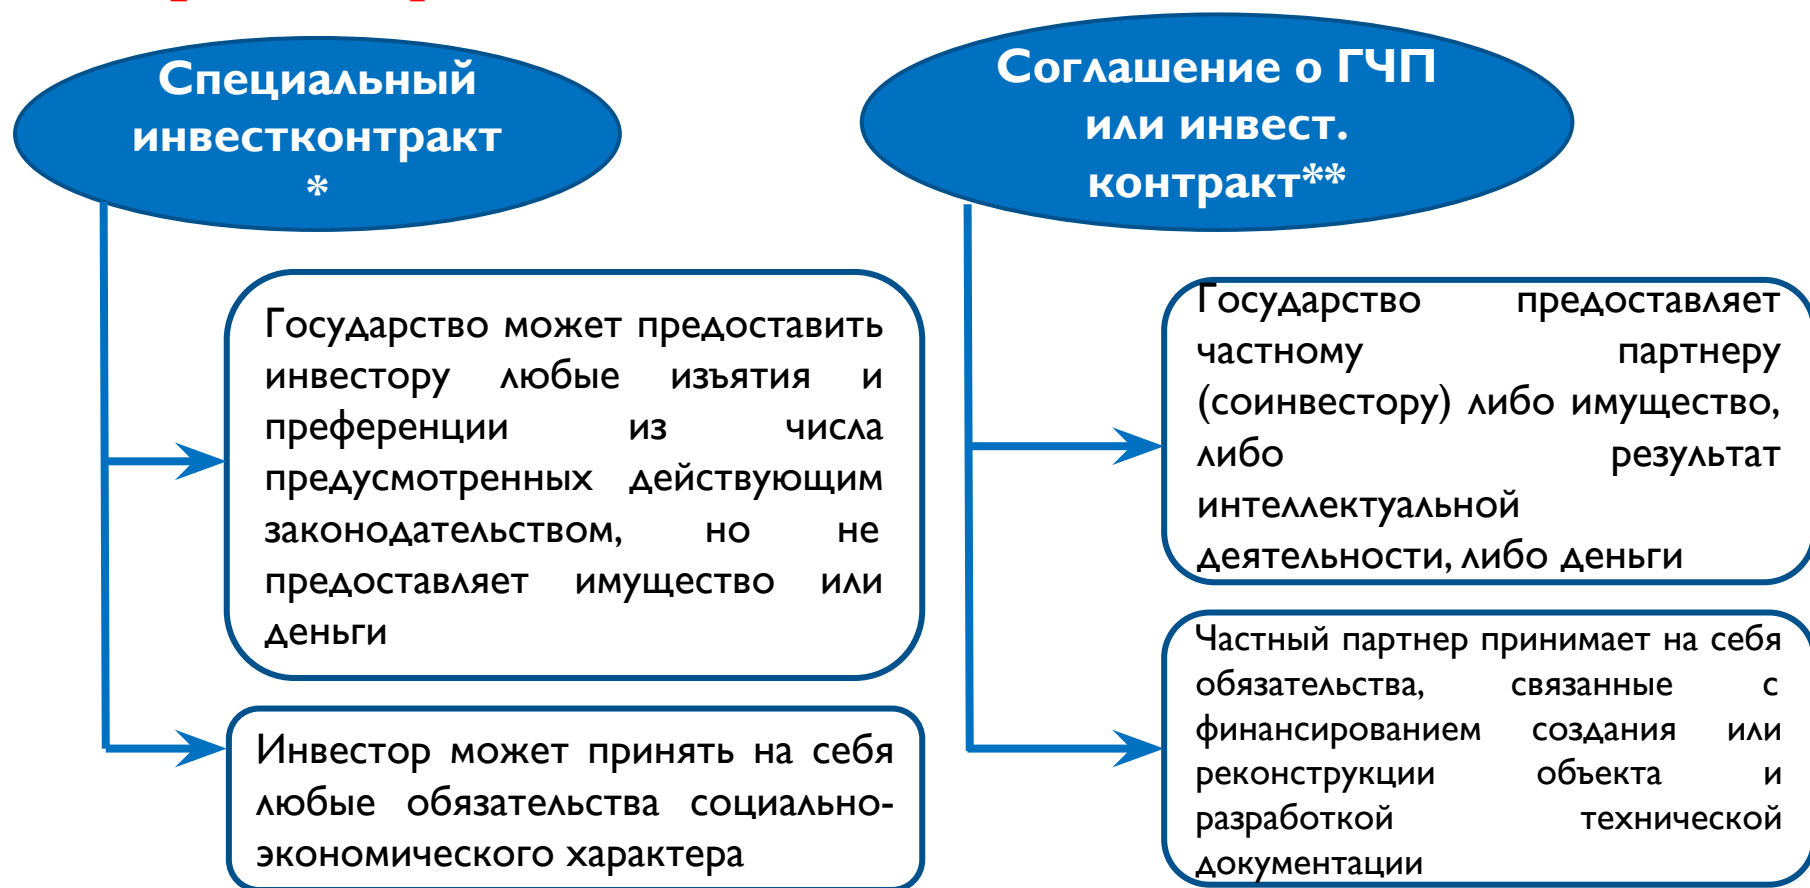 Специальный
инвестконтракт
*
Государство может предоставить
инвестору любые изъятия и
преференции из числа
предусмотренных действующим
законодательством, но не
предоставляет имущество или
деньги
Инвестор может принять на себя
любые обязательства социально-
экономического характера
Соглашение о ГЧП
или инвест.
контракт**
Государство предоставляет
частному партнеру
(соинвестору) либо имущество,
либо результат
интеллектуальной
деятельности, либо деньги
Частный партнер принимает на себя
обязательства, связанные с
финансированием создания или
реконструкции объекта и
разработкой технической
документации